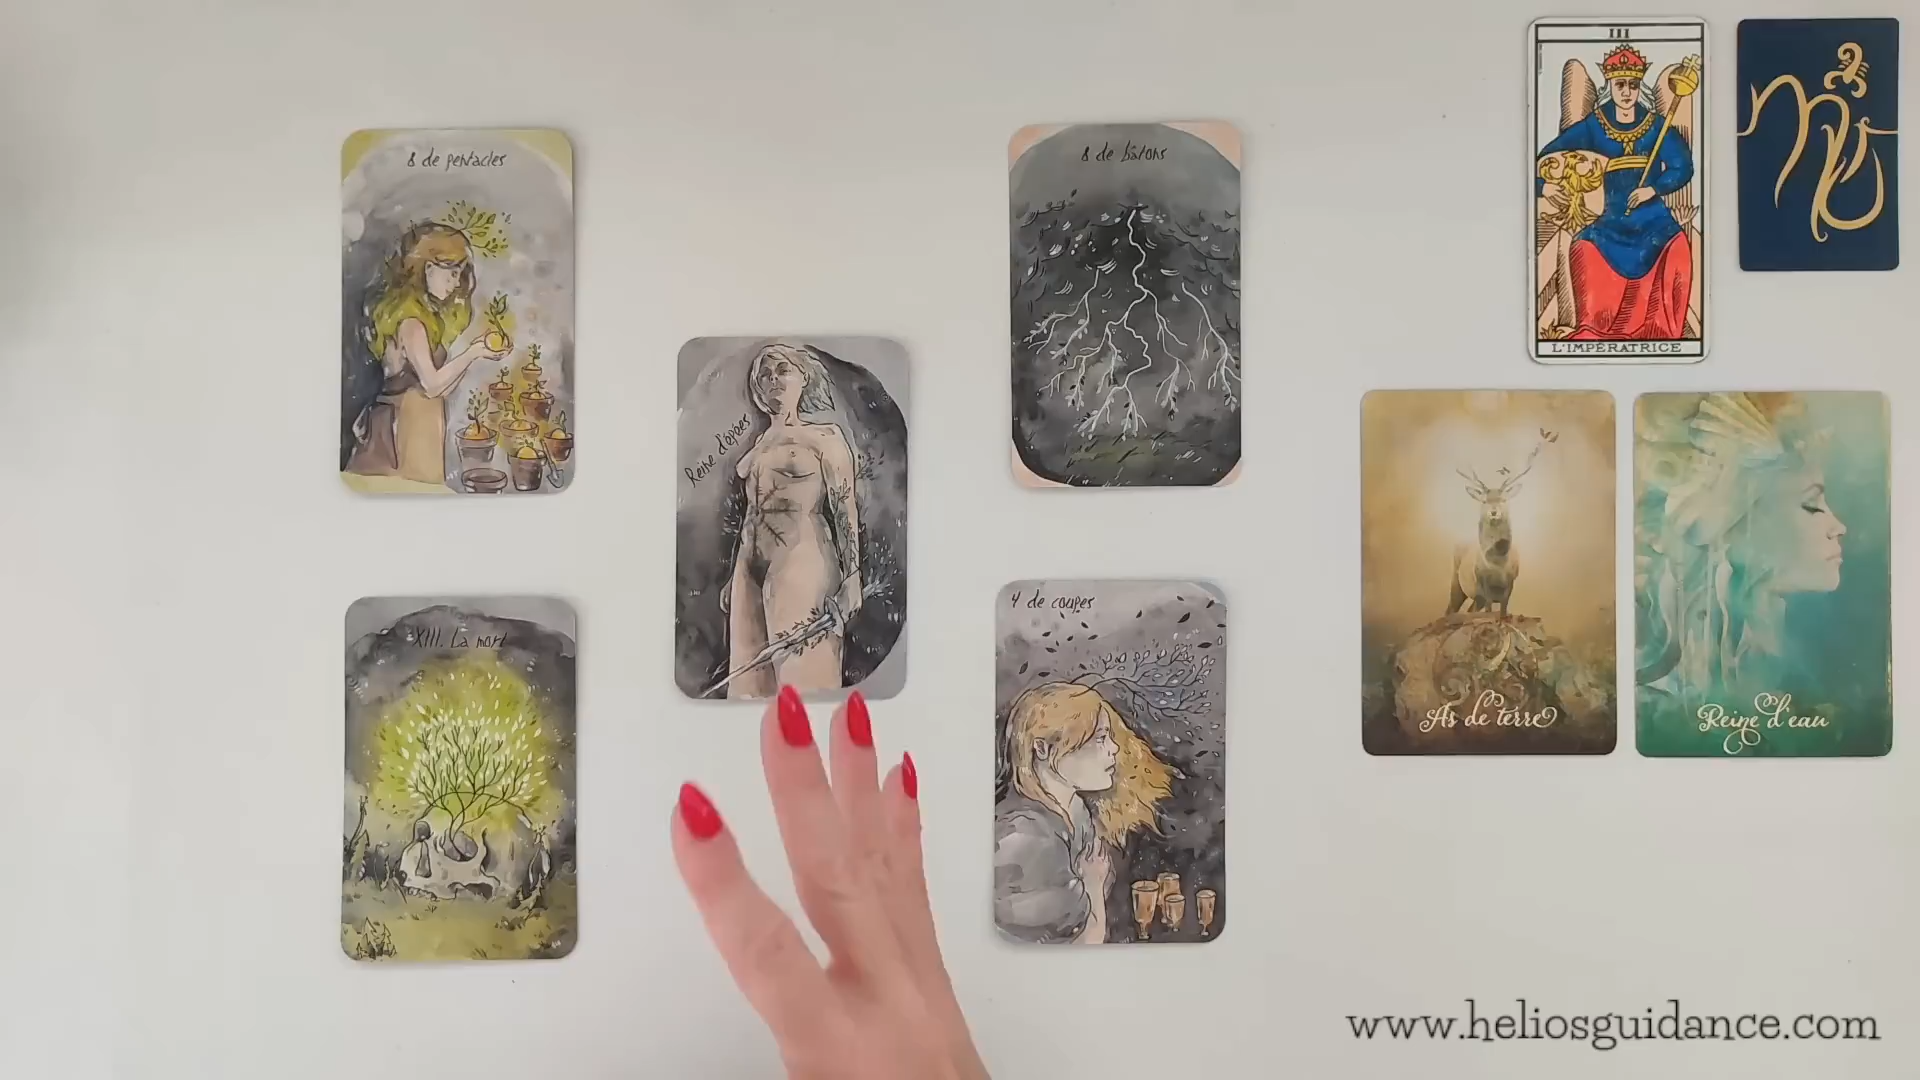 8 de pentacles
8 de bâtons
III
L'IMPÉRATRICE
Reine d'épées
XIII. La mort
4 de coupes
As de terre
Reine d'eau
www.heliosguidance.com